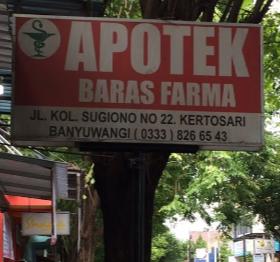 APOTEK
BARAS FARMA
JL. KOL. SUGIONO NO 22. KERTOSARI
BANYUWANGI ( 0333 ) 826 65 43